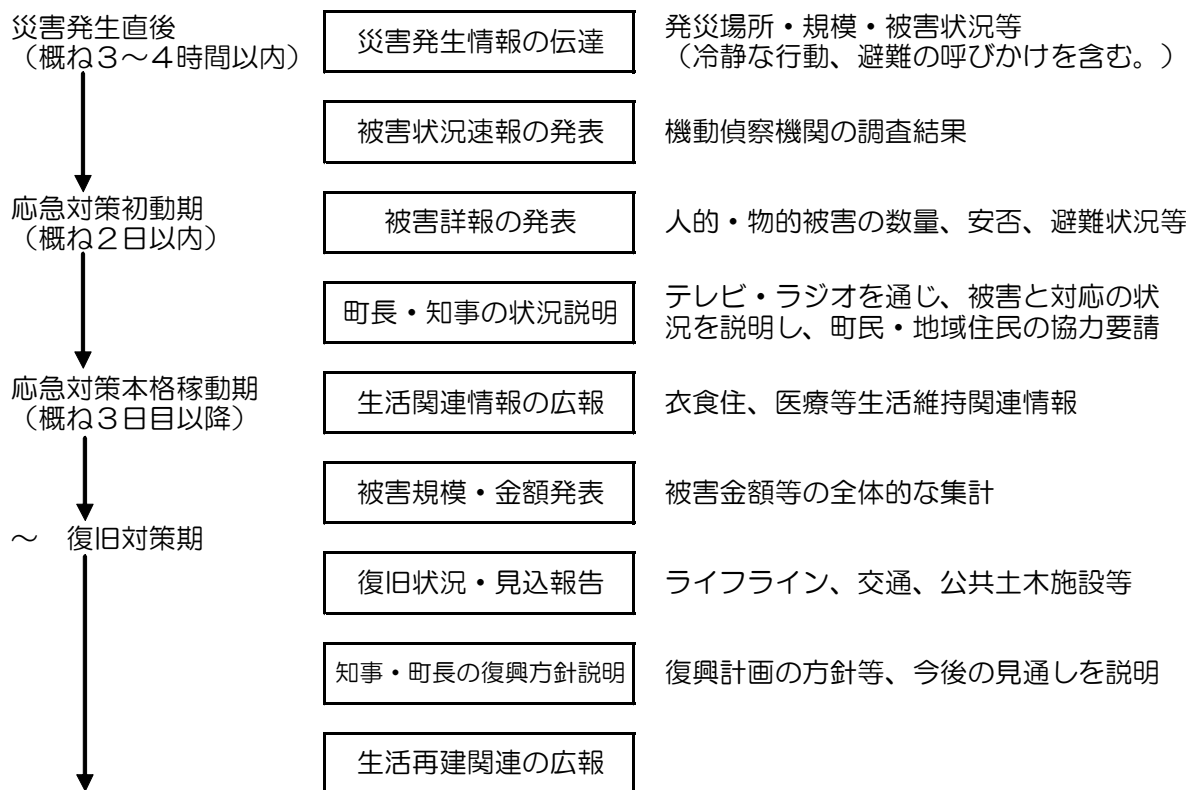 災害発生直後
（概ね３～４時間以内）
災害発生情報の伝達
発災場所・規模・被害状況等
（冷静な行動、避難の呼びかけを含む。）
被害状況速報の発表
機動偵察機関の調査結果
応急対策初動期
（概ね２日以内）
被害詳報の発表
人的・物的被害の数量、安否、避難状況等
町長・知事の状況説明
テレビ・ラジオを通じ、被害と対応の状
況を説明し、町民・地域住民の協力要請
応急対策本格稼動期
（概ね３日目以降）
生活関連情報の広報
衣食住、医療等生活維持関連情報
被害規模・金額発表
被害金額等の全体的な集計
～　復旧対策期
復旧状況・見込報告
ライフライン、交通、公共土木施設等
知事・町長の復興方針説明
復興計画の方針等、今後の見通しを説明
生活再建関連の広報